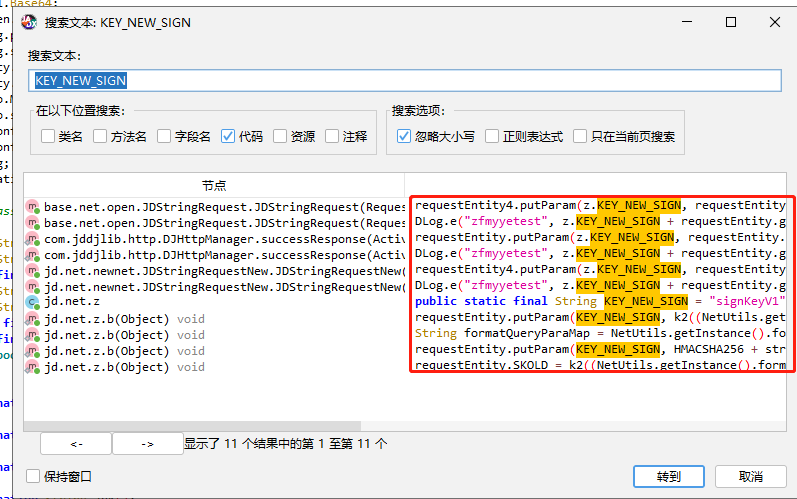 搜索文本: KEY_NEW_SIGN
搜索文本:
KEY_NEW_SIGN
在以下位置搜索:
类名 方法名 字段名 代码 资源 注释
搜索选项:
忽略大小写 正则表达式 只在当前页搜索
节点
base.net.open.JDStringRequest.JDStringRequest(Reques requestEntity4.putParam(z.KEY_NEW_SIGN, requestEntity
base.net.open.JDStringRequest.JDStringRequest(Reques DLog.e("zfmyyetest", z.KEY_NEW_SIGN + requestEntity.g
com.jddjlib.http.DJHttpManager.successResponse(Activ requestEntity.putParam(z.KEY_NEW_SIGN, requestEntity.
com.jddjlib.http.DJHttpManager.successResponse(Activ DLog.e("zfmyyetest", z.KEY_NEW_SIGN + requestEntity.g
jd.net.newnet.JDStringRequestNew.JDStringRequestNew( requestEntity4.putParam(z.KEY_NEW_SIGN, requestEntity
jd.net.newnet.JDStringRequestNew.JDStringRequestNew( DLog.e("zfmyyetest", z.KEY_NEW_SIGN + requestEntity.g
jd.net.z public static final String KEY_NEW_SIGN = "signKeyV1"
jd.net.z.b(Object) void requestEntity.putParam(KEY_NEW_SIGN, k2((NetUtils.get
jd.net.z.b(Object) void String formatQueryParaMap = NetUtils.getInstance().fo
jd.net.z.b(Object) void requestEntity.putParam(KEY_NEW_SIGN, HMACSHA256 + str
jd.net.z.b(Object) void requestEntity.SKOLD = k2((NetUtils.getInstance().form
<- -> 显示了 11 个结果中的第 1 至第 11 个
保持窗口 转到 取消